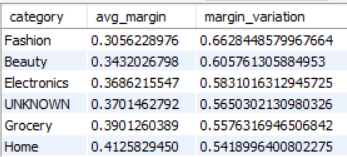 category avg_margin margin_variation
Fashion 0.3056228976 0.6628448579967664
Beauty 0.3432026798 0.605761305884953
Electronics 0.3686215547 0.5831016312945725
UNKNOWN 0.3701462792 0.5650302130980326
Grocery 0.3901260389 0.5576316946506842
Home 0.4125829450 0.5418996400802275